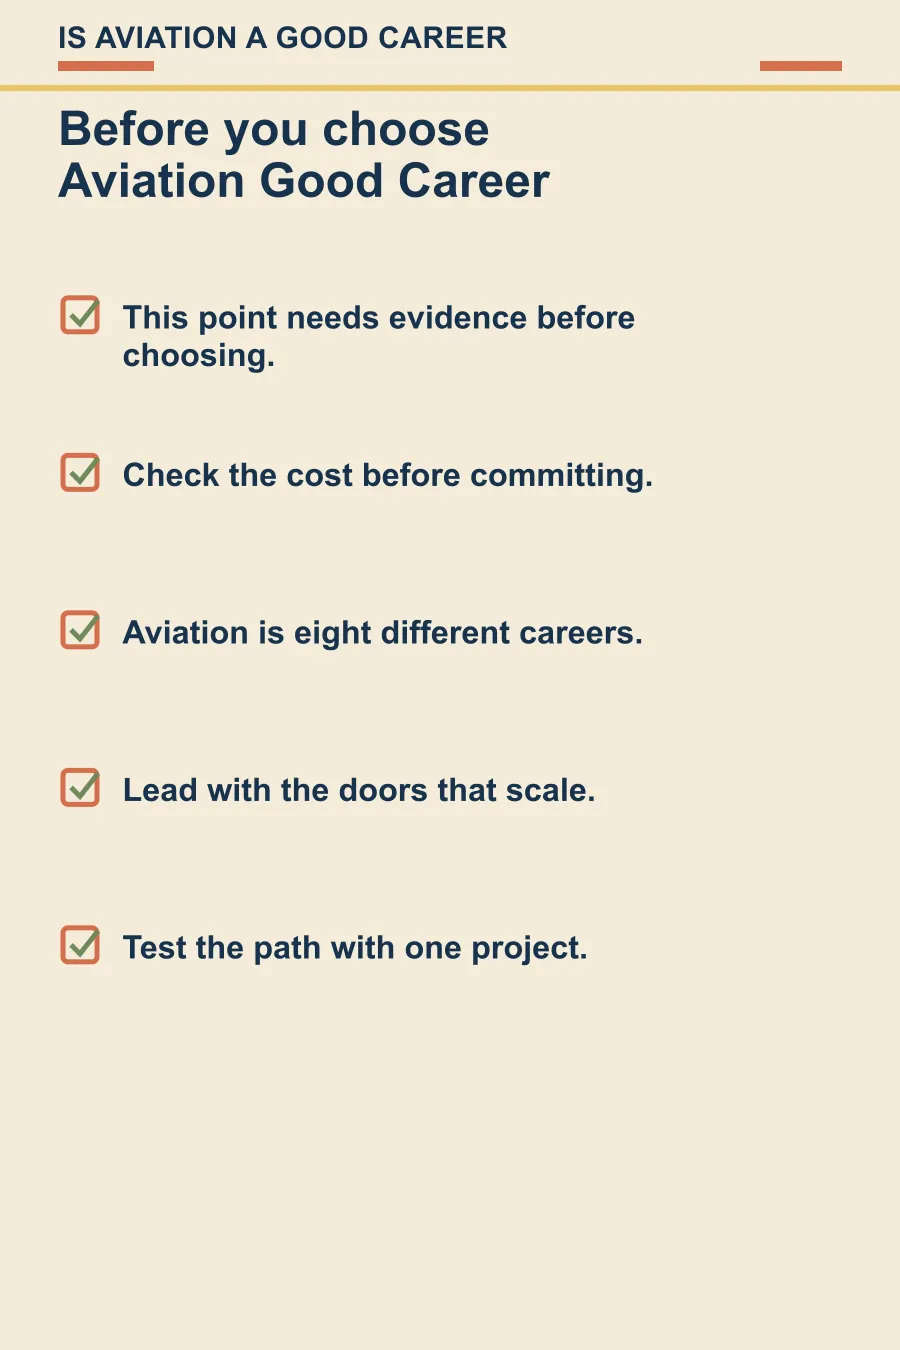 IS AVIATION A GOOD CAREER
Before you choose
Aviation Good Career
This point needs evidence before
choosing.
Check the cost before committing.
Aviation is eight different careers.
Lead with the doors that scale.
Test the path with one project.